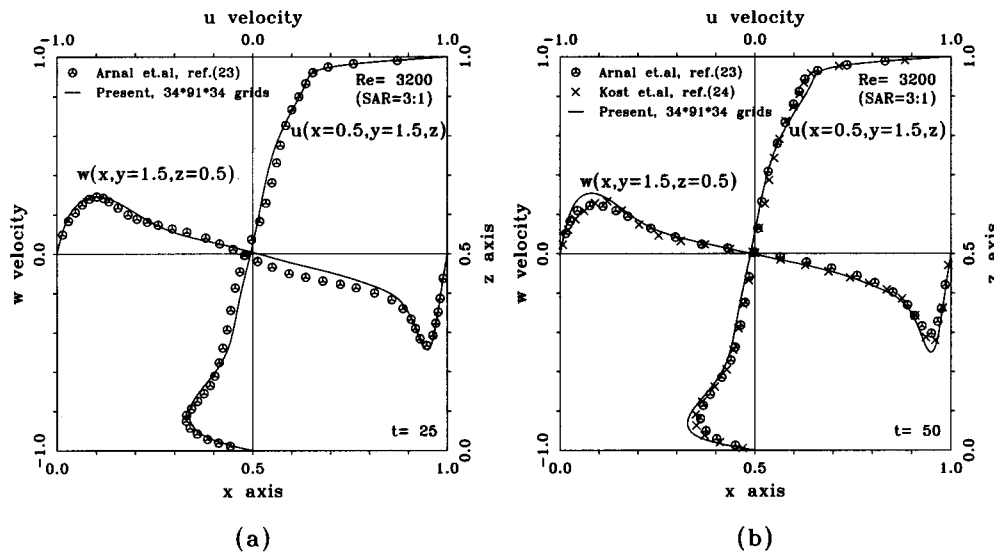 u velocity
-1.0 0.0 1.0
1.0
Arnal et.al, ref.(23)
Present, 34*91*34 grids
Re= 3200
(SAR=3:1)
u(x=0.5,y=1.5,z)
w(x,y=1.5,z=0.5)
w velocity
0.0
0.5
z axis
t= 25
-1.0
0.0
0.0 0.5 1.0
x axis
(a)
u velocity
-1.0 0.0 1.0
1.0
Arnal et.al, ref.(23)
Kost et.al, ref.(24)
Present, 34*91*34 grids
Re= 3200
(SAR=3:1)
u(x=0.5,y=1.5,z)
w(x,y=1.5,z=0.5)
w velocity
0.0
0.5
z axis
t= 50
-1.0
0.0
0.0 0.5 1.0
x axis
(b)